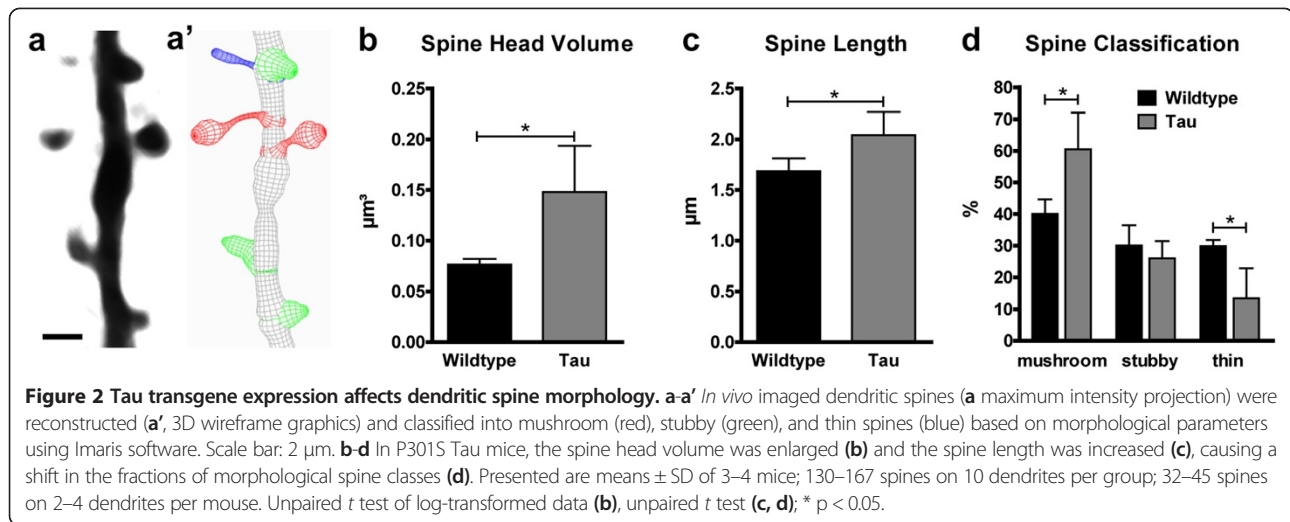 a a' b Spine Head Volume c Spine Length d Spine Classification
0.25
0.20
0.15
0.10
0.05
0.00
µm³
*
Wildtype Tau
2.5
2.0
1.5
1.0
0.5
0.0
µm
*
Wildtype Tau
80
70
60
50
40
30
20
10
0
%
* *
Wildtype
Tau
mushroom stubby thin
Figure 2 Tau transgene expression affects dendritic spine morphology. a-a' In vivo imaged dendritic spines (a maximum intensity projection) were
reconstructed (a', 3D wireframe graphics) and classified into mushroom (red), stubby (green), and thin spines (blue) based on morphological parameters
using Imaris software. Scale bar: 2 μm. b-d In P301S Tau mice, the spine head volume was enlarged (b) and the spine length was increased (c), causing a
shift in the fractions of morphological spine classes (d). Presented are means ± SD of 3–4 mice; 130–167 spines on 10 dendrites per group; 32–45 spines
on 2–4 dendrites per mouse. Unpaired t test of log-transformed data (b), unpaired t test (c, d); * p < 0.05.